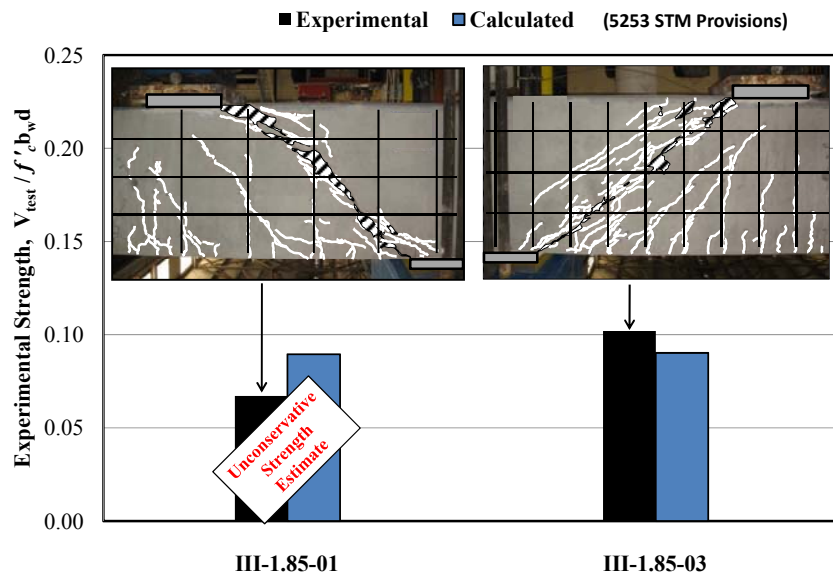 Experimental Calculated (5253 STM Provisions)
Experimental Strength, V_test / f'_c b_w d
0.25
0.20
0.15
0.10
0.05
0.00
Unconservative
Strength
Estimate
III-1.85-01 III-1.85-03